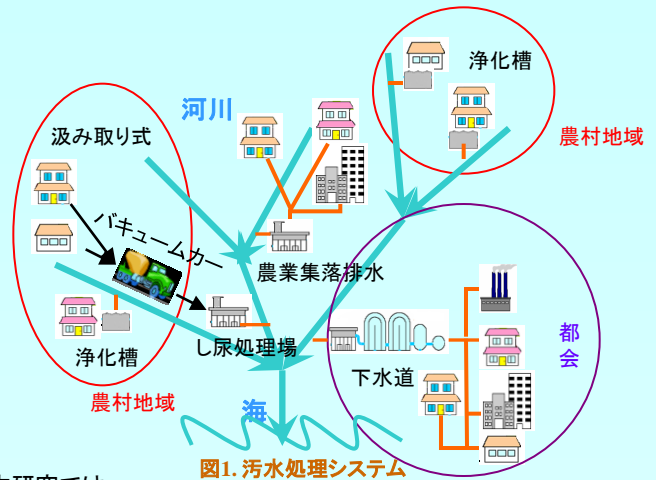 浄化槽
河川
汲み取り式
農村地域
バキュームカー
農業集落排水
し尿処理場
都会
下水道
浄化槽
農村地域
海
図1. 汚水処理システム